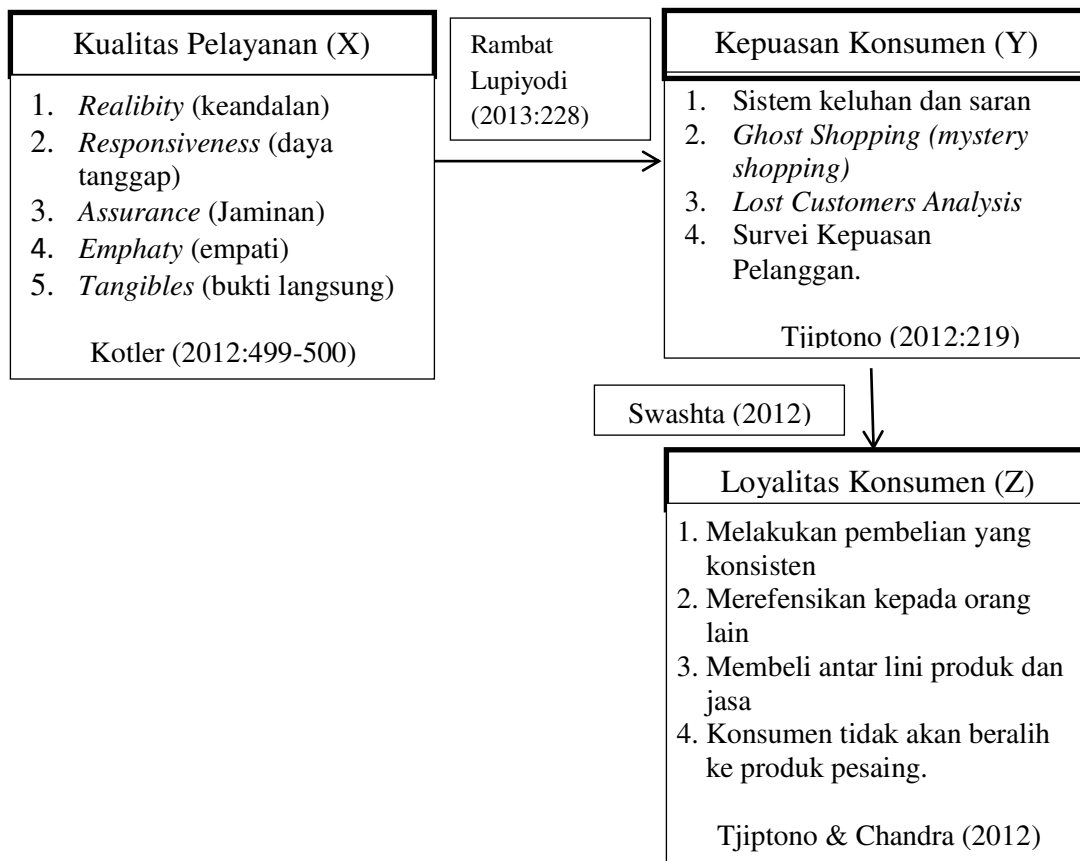 Kualitas Pelayanan (X)
1. Realibity (keandalan)
2. Responsiveness (daya
tanggap)
3. Assurance (Jaminan)
4. Emphaty (empati)
5. Tangibles (bukti langsung)
Kotler (2012:499-500)
Rambat
Lupiyodi
(2013:228)
Kepuasan Konsumen (Y)
1. Sistem keluhan dan saran
2. Ghost Shopping (mystery
shopping)
3. Lost Customers Analysis
4. Survei Kepuasan
Pelanggan.
Tjiptono (2012:219)
Swashta (2012)
Loyalitas Konsumen (Z)
1. Melakukan pembelian yang
konsisten
2. Merefensikan kepada orang
lain
3. Membeli antar lini produk dan
jasa
4. Konsumen tidak akan beralih
ke produk pesaing.
Tjiptono & Chandra (2012)